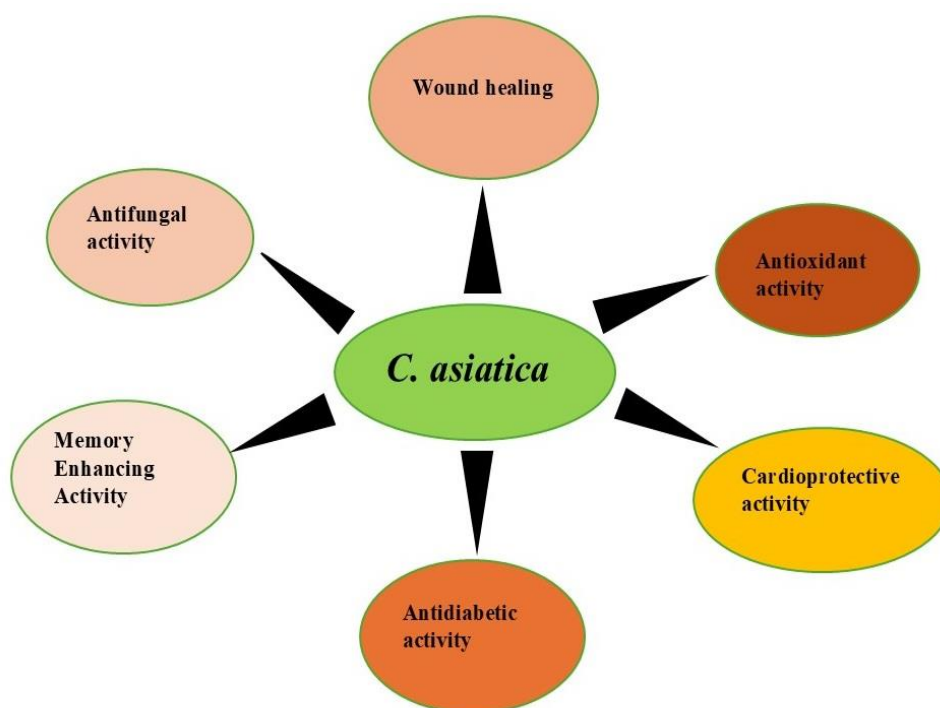 Wound healing
Antifungal
activity
Antioxidant
activity
C. asiatica
Memory
Enhancing
Activity
Cardioprotective
activity
Antidiabetic
activity